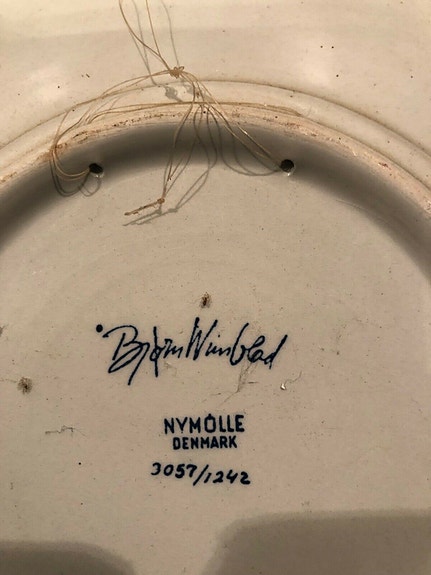 Bjørn Wiinblad
NYMÖLLE
DENMARK
3057/1242